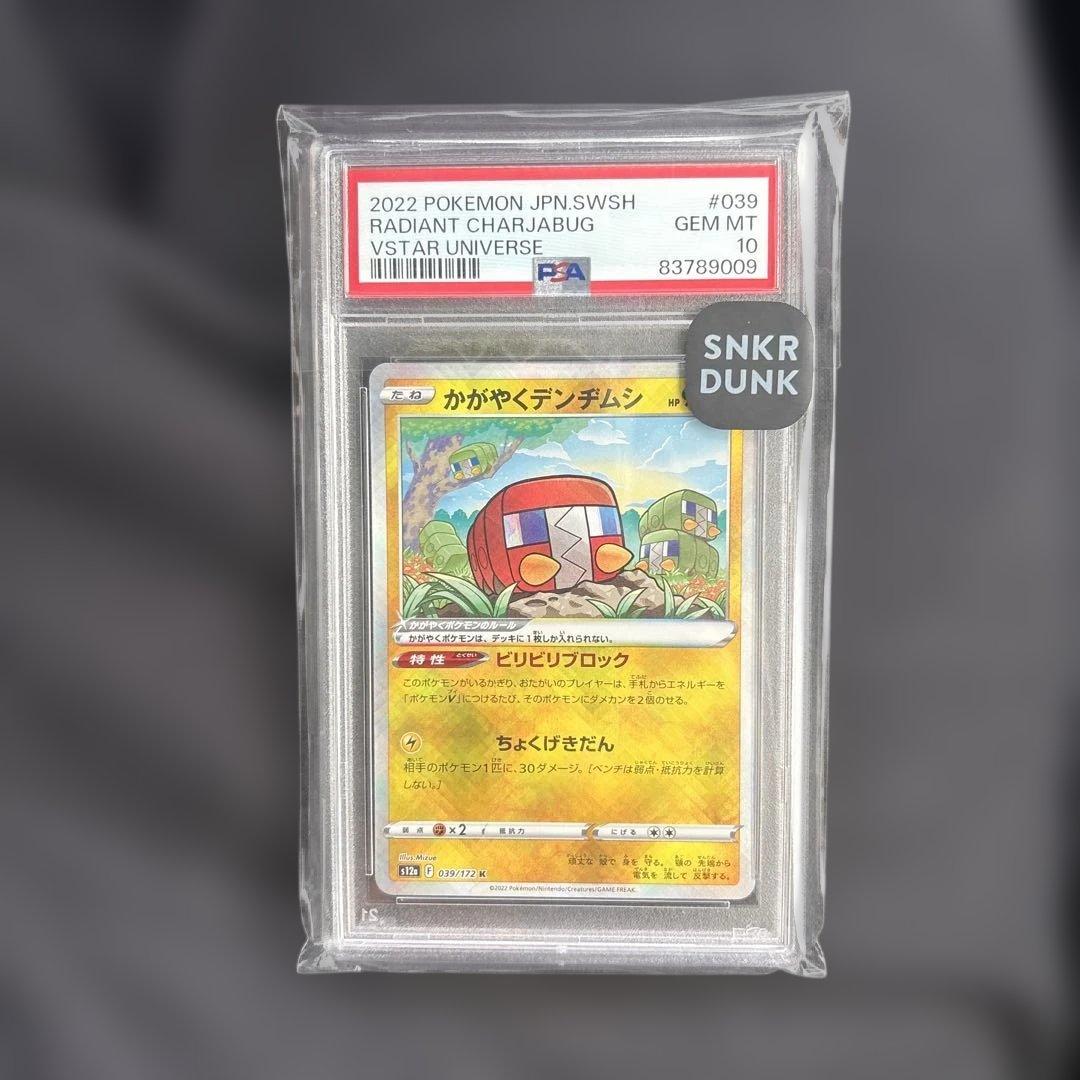 2022 POKEMON JPN.SWSH #039
RADIANT CHARJABUG GEM MT
VSTAR UNIVERSE 10
PSA 83789009
SNKR
DUNK
たね かがやくデンヂムシ HP
かがやくポケモンのルール
かがやくポケモンは、デッキに1枚しか入れられない。
特性 とくせい ビリビリブロック
このポケモンがいるかぎり、おたがいのプレイヤーは、手札からエネルギーを
「ポケモンV」につけるたび、そのポケモンにダメカンを2個のせる。
ちょくげきだん
相手のポケモン1匹に、30ダメージ。[ベンチは弱点・抵抗力を計算
しない。]
弱点 ×2 抵抗力 にげる
Illus. Mizue
頑丈な 殻で 身を 守る。 顎の 先端から
s12a F 039/172 K
電気を 流して 反撃する。
©2022 Pokémon/Nintendo/Creatures/GAME FREAK.